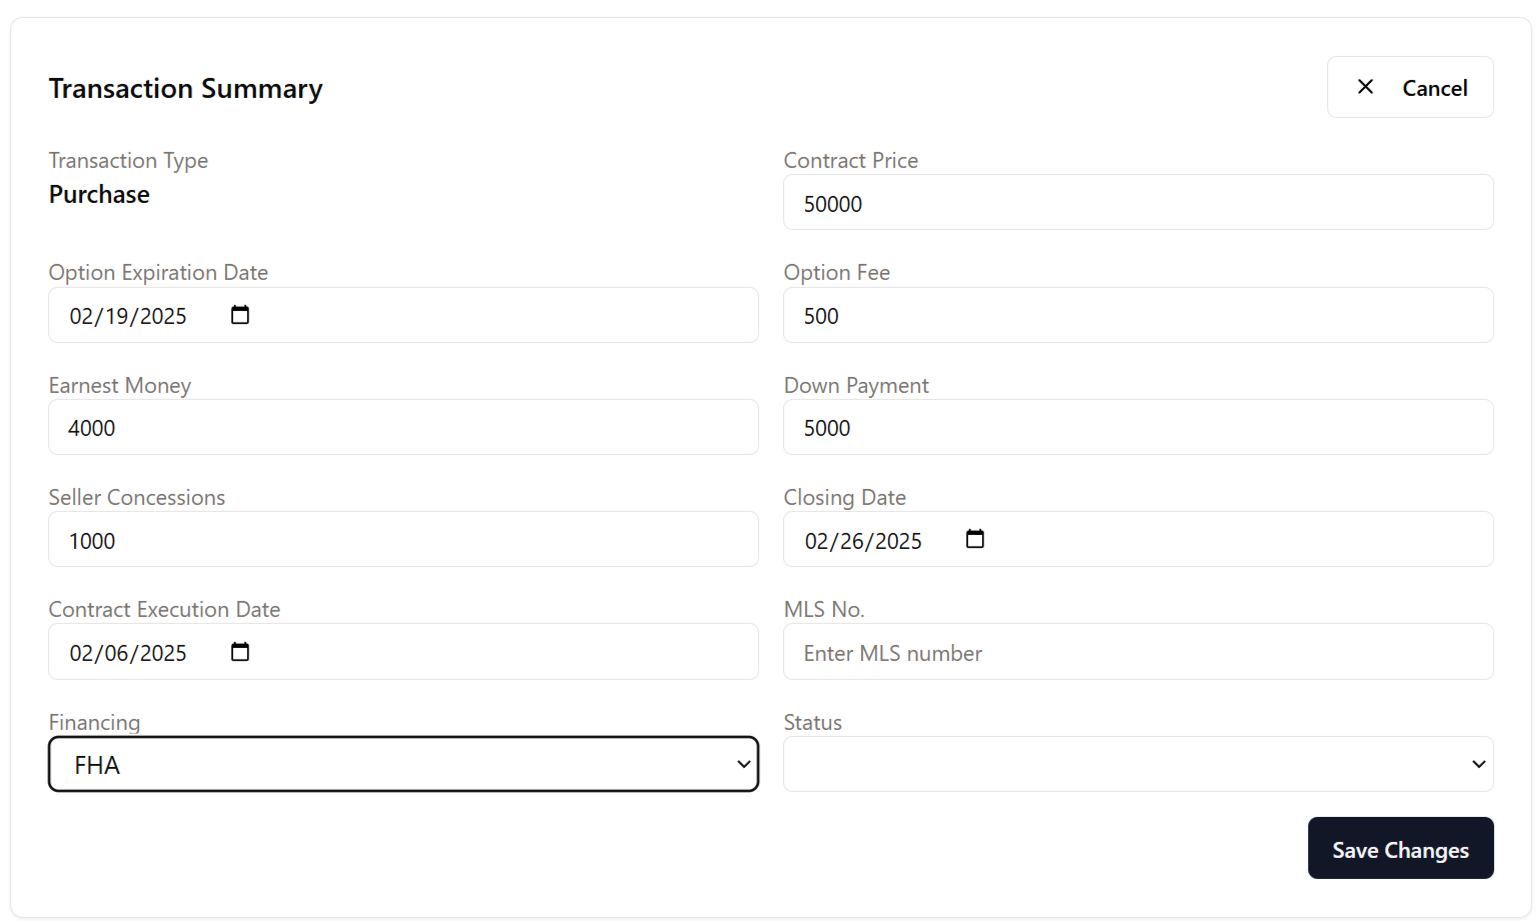 Transaction Summary
Cancel
Transaction Type
Purchase
Contract Price
50000
Option Expiration Date
02/19/2025
Option Fee
500
Earnest Money
4000
Down Payment
5000
Seller Concessions
1000
Closing Date
02/26/2025
Contract Execution Date
02/06/2025
MLS No.
Enter MLS number
Financing
FHA
Status
Save Changes